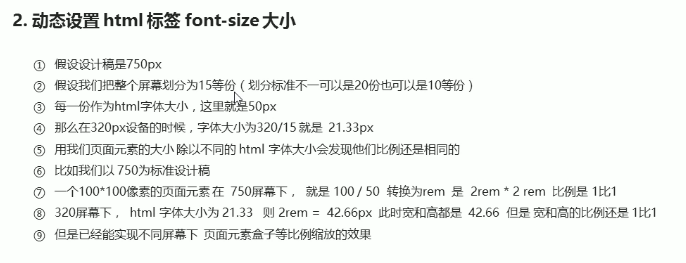 2. 动态设置 html 标签 font-size 大小
① 假设设计稿是750px
② 假设我们把整个屏幕划分为15等份（划分标准不一可以是20份也可以是10等份）
③ 每一份作为html字体大小，这里就是50px
④ 那么在320px设备的时候，字体大小为320/15 就是 21.33px
⑤ 用我们页面元素的大小 除以不同的 html 字体大小会发现他们比例还是相同的
⑥ 比如我们以 750为标准设计稿
⑦ 一个100*100像素的页面元素 在 750屏幕下， 就是 100 / 50 转换为rem 是 2rem * 2 rem 比例是 1比1
⑧ 320屏幕下， html 字体大小为 21.33 则 2rem = 42.66px 此时宽和高都是 42.66 但是 宽和高的比例还是 1比1
⑨ 但是已经能实现不同屏幕下 页面元素盒子等比例缩放的效果